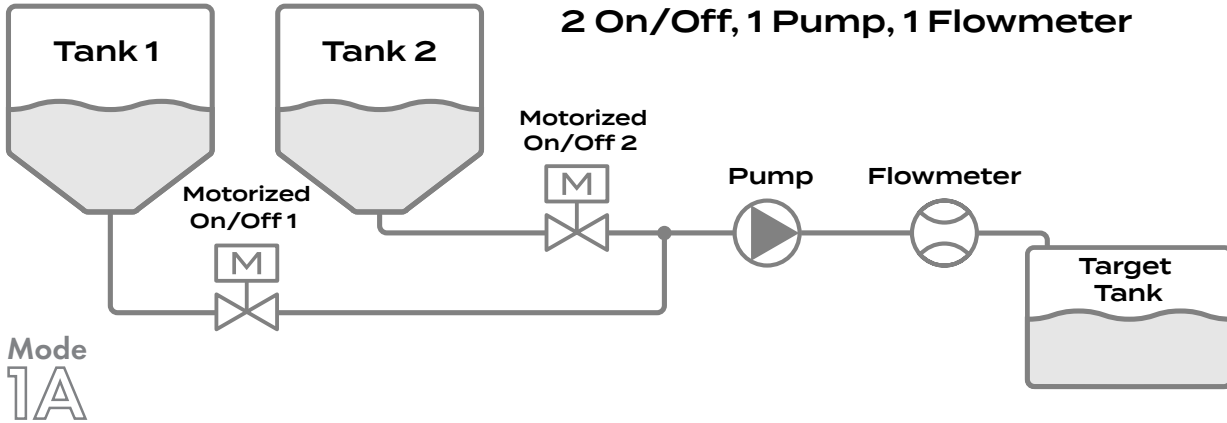 2 On/Off, 1 Pump, 1 Flowmeter
Tank 1
Tank 2
Motorized
On/Off 2
M
Motorized
On/Off 1
M
Pump
Flowmeter
Target
Tank
Mode
1A